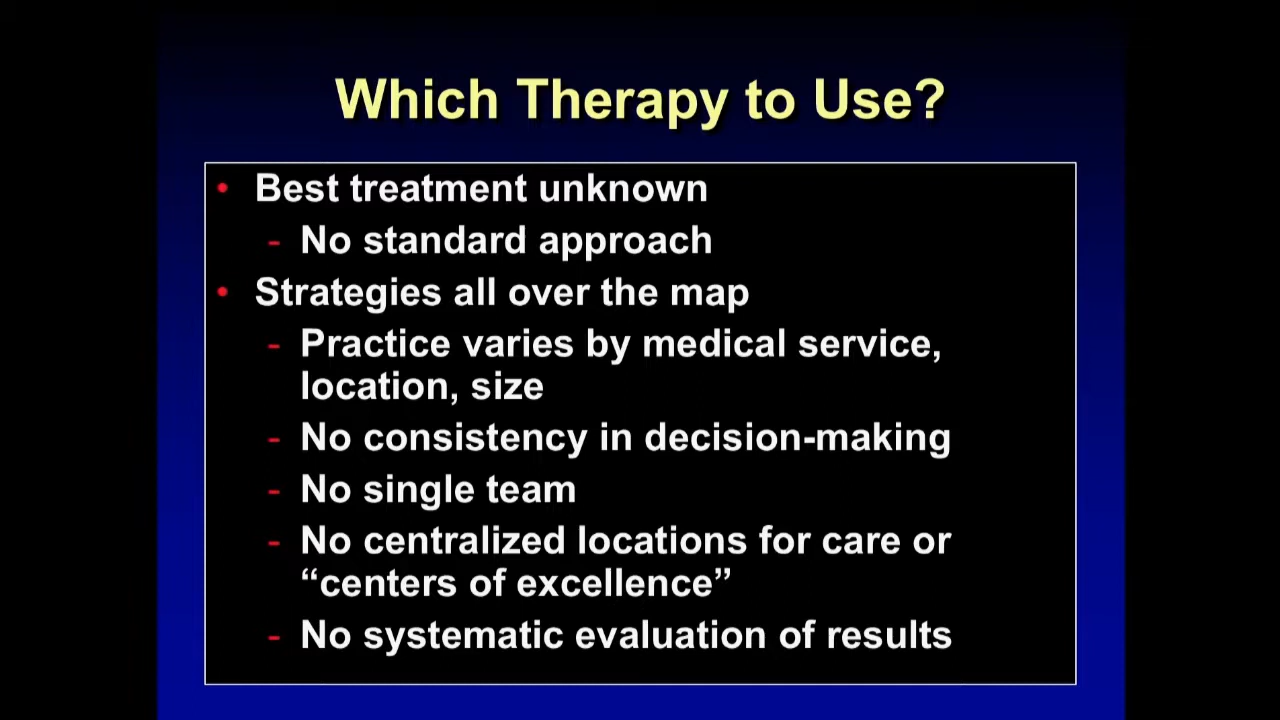 Which Therapy to Use?
• Best treatment unknown
- No standard approach
• Strategies all over the map
- Practice varies by medical service,
location, size
- No consistency in decision-making
- No single team
- No centralized locations for care or
“centers of excellence”
- No systematic evaluation of results